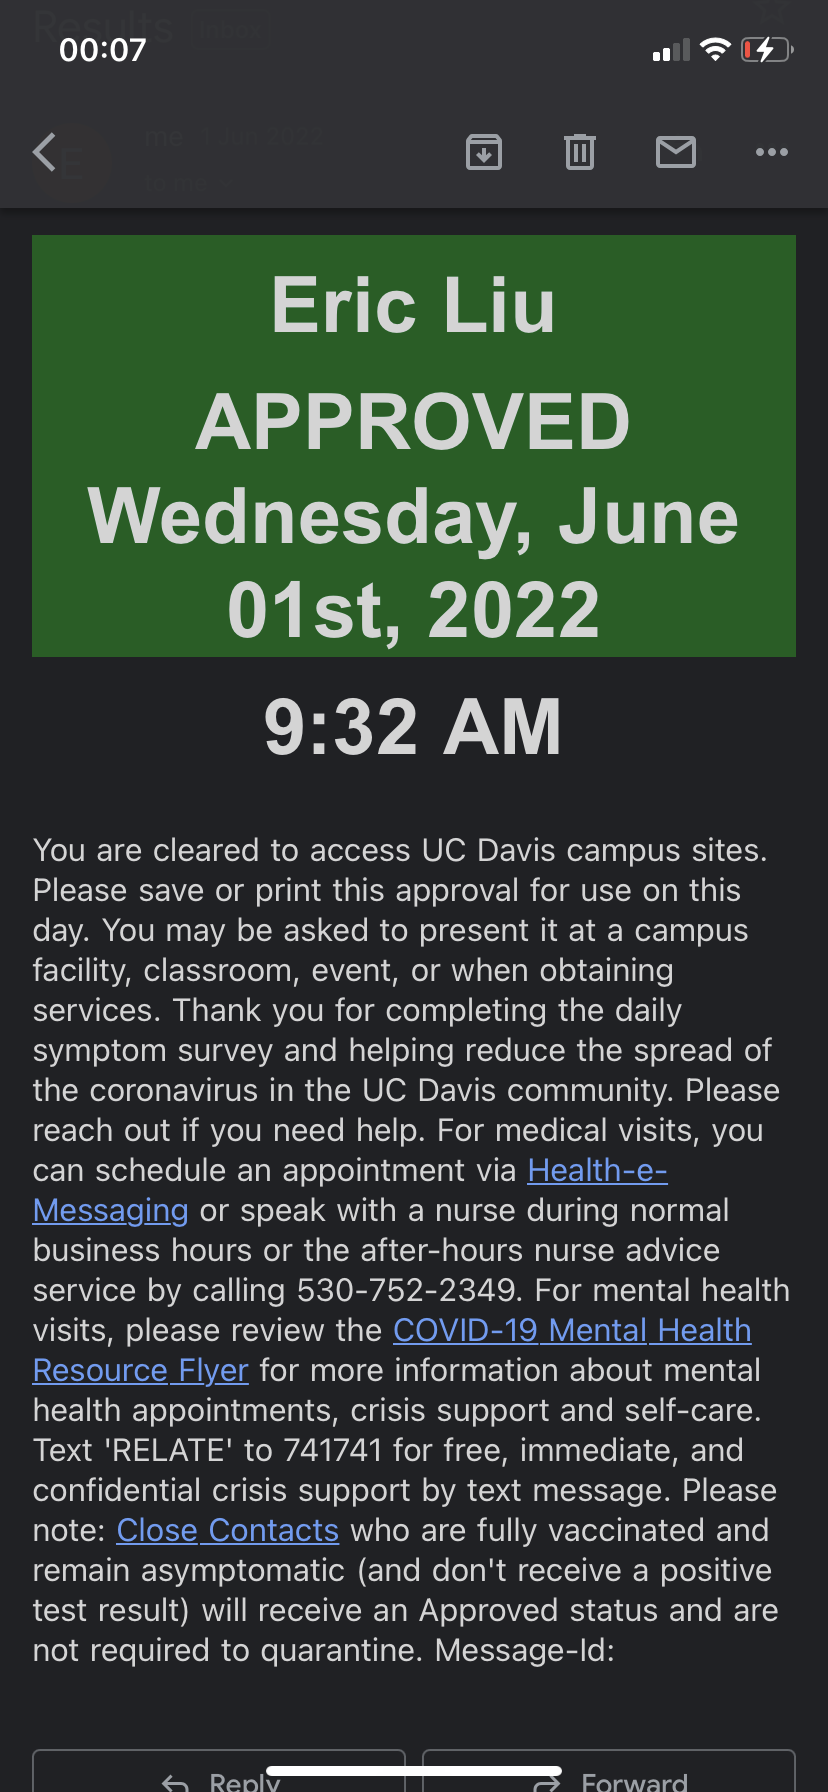 Results Inbox
00:07
E
me 1 Jun 2022
to me
Eric Liu
APPROVED
Wednesday, June
01st, 2022
9:32 AM
You are cleared to access UC Davis campus sites.
Please save or print this approval for use on this
day. You may be asked to present it at a campus
facility, classroom, event, or when obtaining
services. Thank you for completing the daily
symptom survey and helping reduce the spread of
the coronavirus in the UC Davis community. Please
reach out if you need help. For medical visits, you
can schedule an appointment via Health-e-
Messaging or speak with a nurse during normal
business hours or the after-hours nurse advice
service by calling 530-752-2349. For mental health
visits, please review the COVID-19 Mental Health
Resource Flyer for more information about mental
health appointments, crisis support and self-care.
Text 'RELATE' to 741741 for free, immediate, and
confidential crisis support by text message. Please
note: Close Contacts who are fully vaccinated and
remain asymptomatic (and don't receive a positive
test result) will receive an Approved status and are
not required to quarantine. Message-Id:
Reply Forward